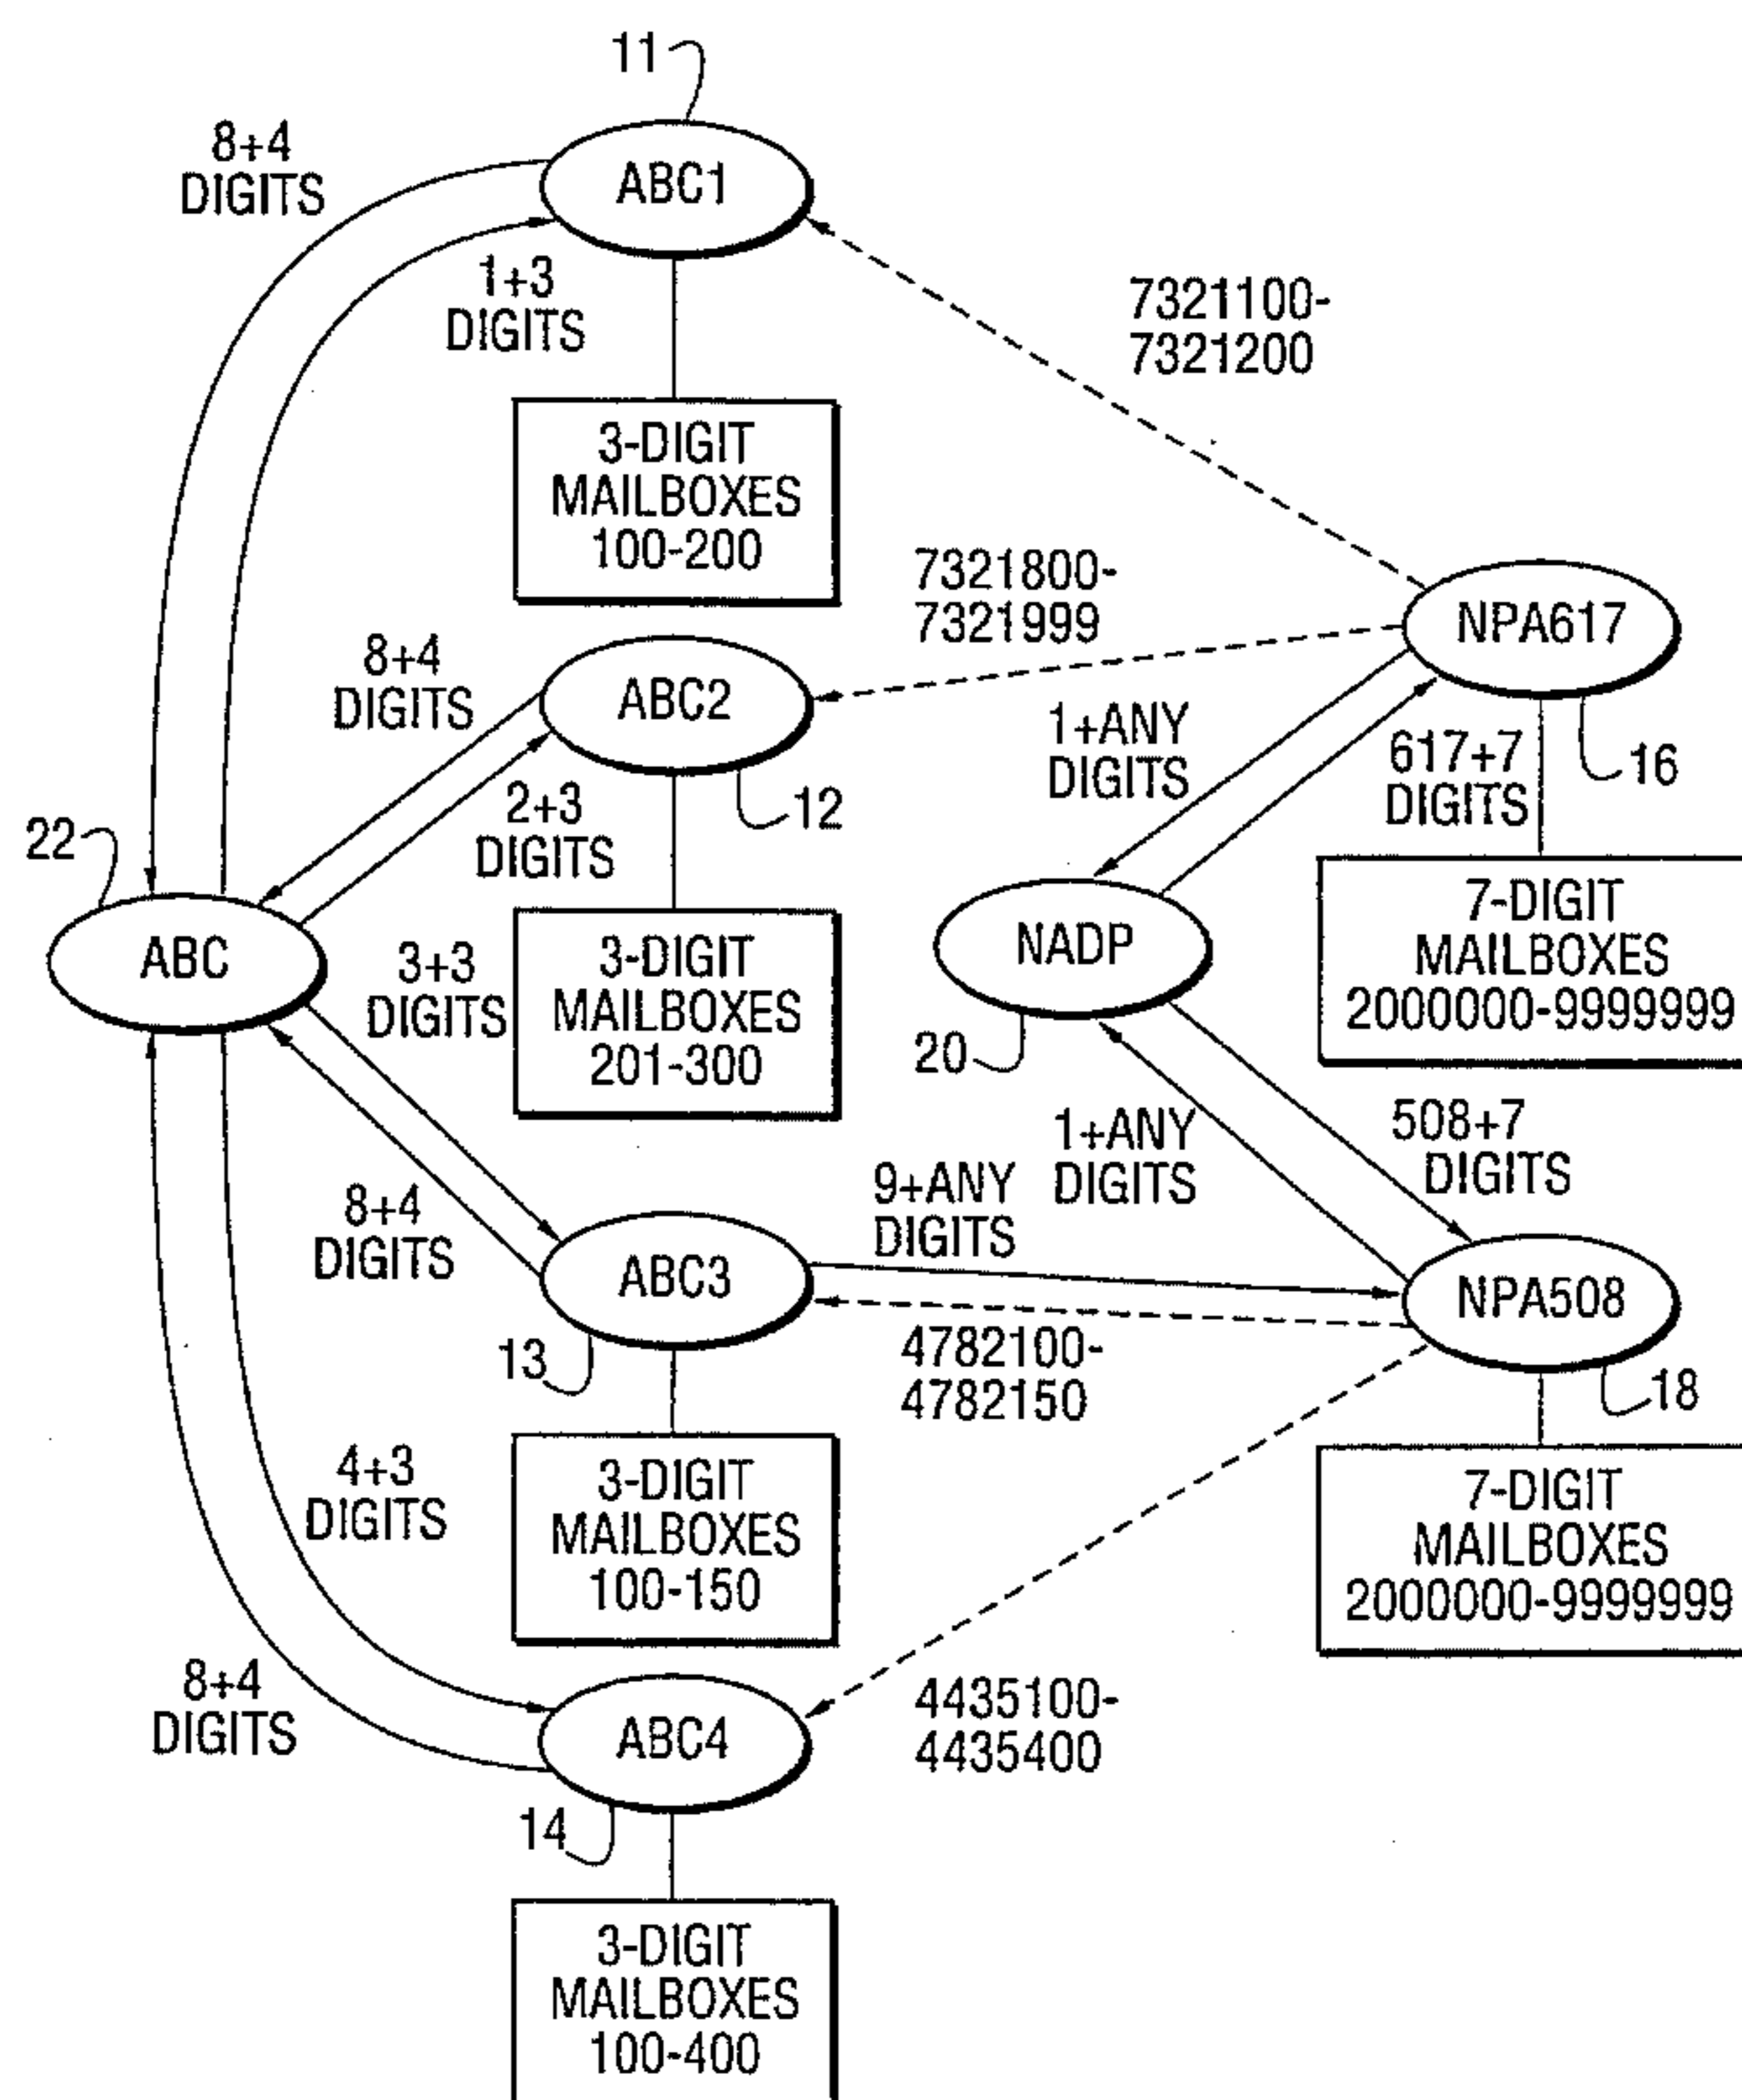 11
8+4
DIGITS
ABC1
1+3
DIGITS
7321100-
7321200
3-DIGIT
MAILBOXES
100-200
7321800-
7321999
NPA617
8+4
DIGITS
ABC2
1+ANY
DIGITS
617+7
DIGITS
16
2+3
DIGITS
12
22
ABC
3+3
DIGITS
3-DIGIT
MAILBOXES
201-300
NADP
20
7-DIGIT
MAILBOXES
2000000-9999999
1+ANY
DIGITS
508+7
DIGITS
9+ANY
DIGITS
8+4
DIGITS
ABC3
NPA508
13
4782100-
4782150
18
4+3
DIGITS
3-DIGIT
MAILBOXES
100-150
7-DIGIT
MAILBOXES
2000000-9999999
8+4
DIGITS
ABC4
4435100-
4435400
14
3-DIGIT
MAILBOXES
100-400